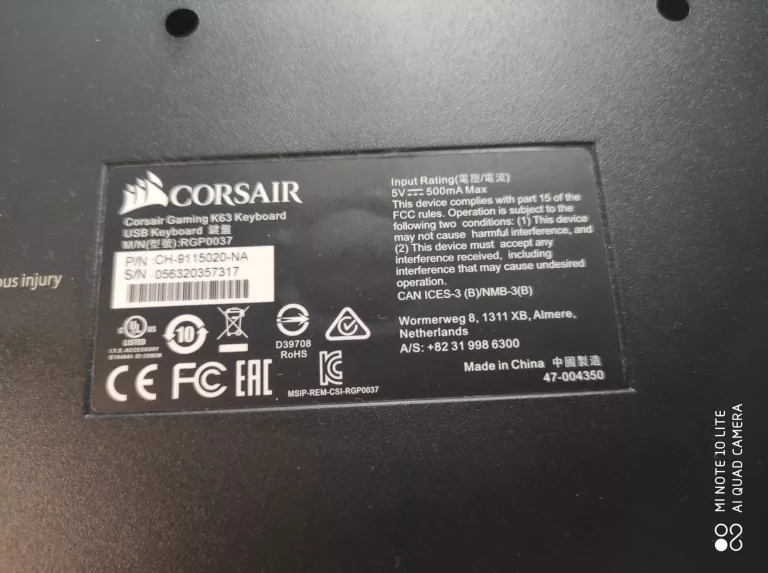 CORSAIR
Corsair Gaming K63 Keyboard
USB Keyboard 鍵盤
M/N(型號):RGP0037
P/N :CH-9115020-NA
S/N :056320357317
Input Rating(電壓/電流)
5V⎓ 500mA Max
This device complies with part 15 of the
FCC rules. Operation is subject to the
following two conditions: (1) This device
may not cause harmful interference, and
(2) This device must accept any
interference received, including
interference that may cause undesired
operation.
CAN ICES-3 (B)/NMB-3(B)
Wormerweg 8, 1311 XB, Almere,
Netherlands
A/S: +82 31 998 6300
Made in China 中國製造
47-004350
ous injury
c UL US
LISTED
I.T.E. ACCESSORY
10
D39708
RoHS
CE FC EAC
MSIP-REM-CSI-RGP0037
MI NOTE 10 LITE
AI QUAD CAMERA